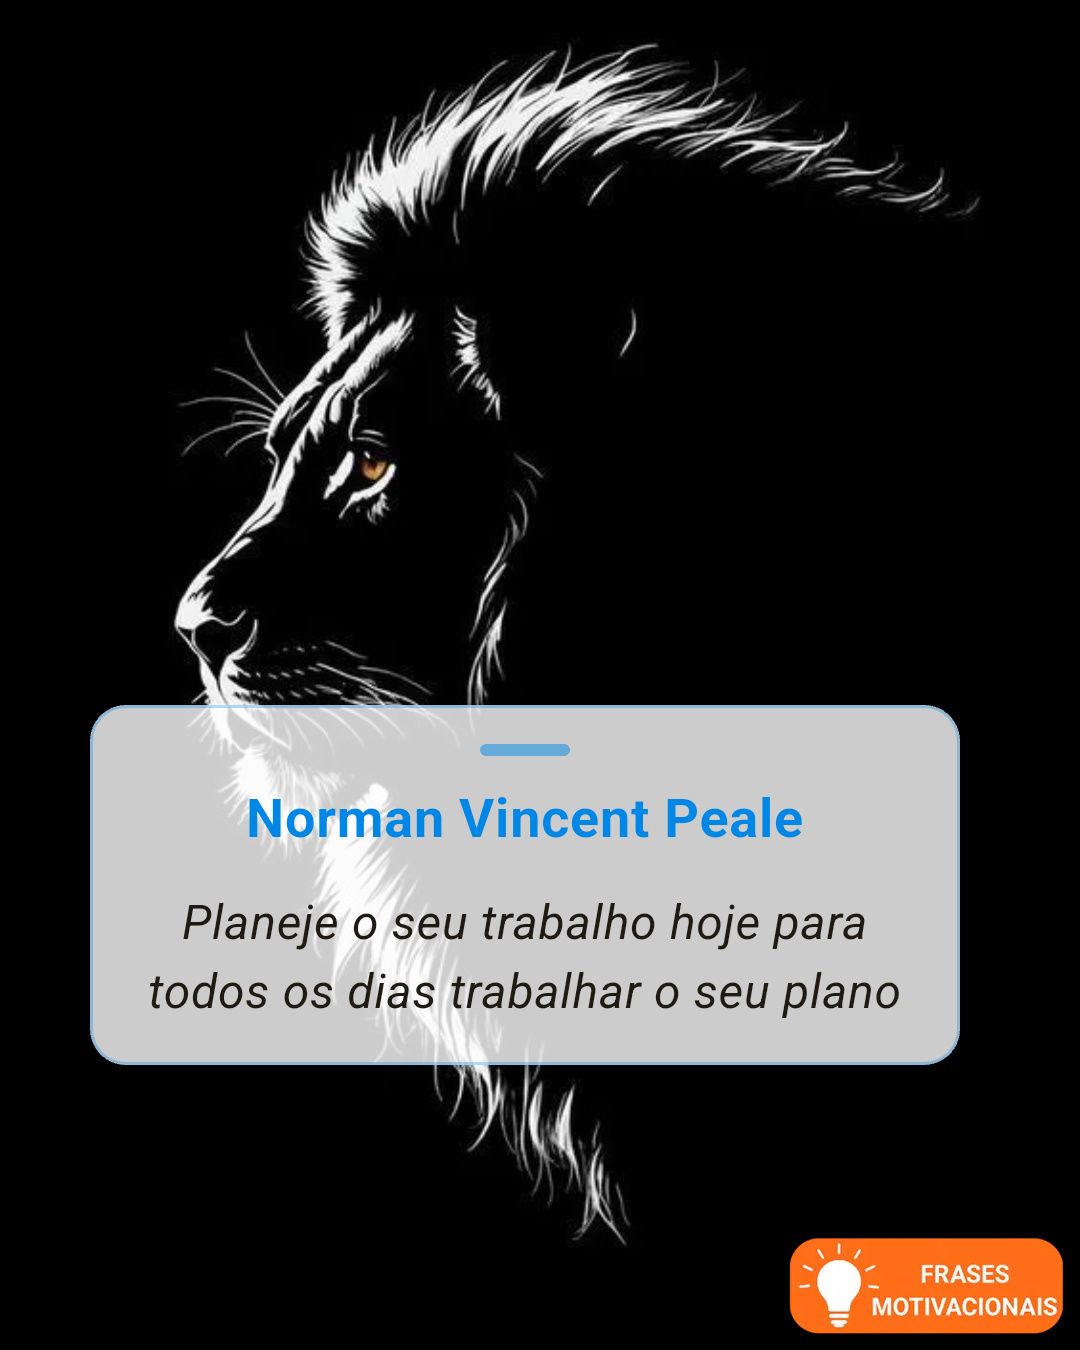 Norman Vincent Peale
Planeje o seu trabalho hoje para
todos os dias trabalhar o seu plano
FRASES
MOTIVACIONAIS